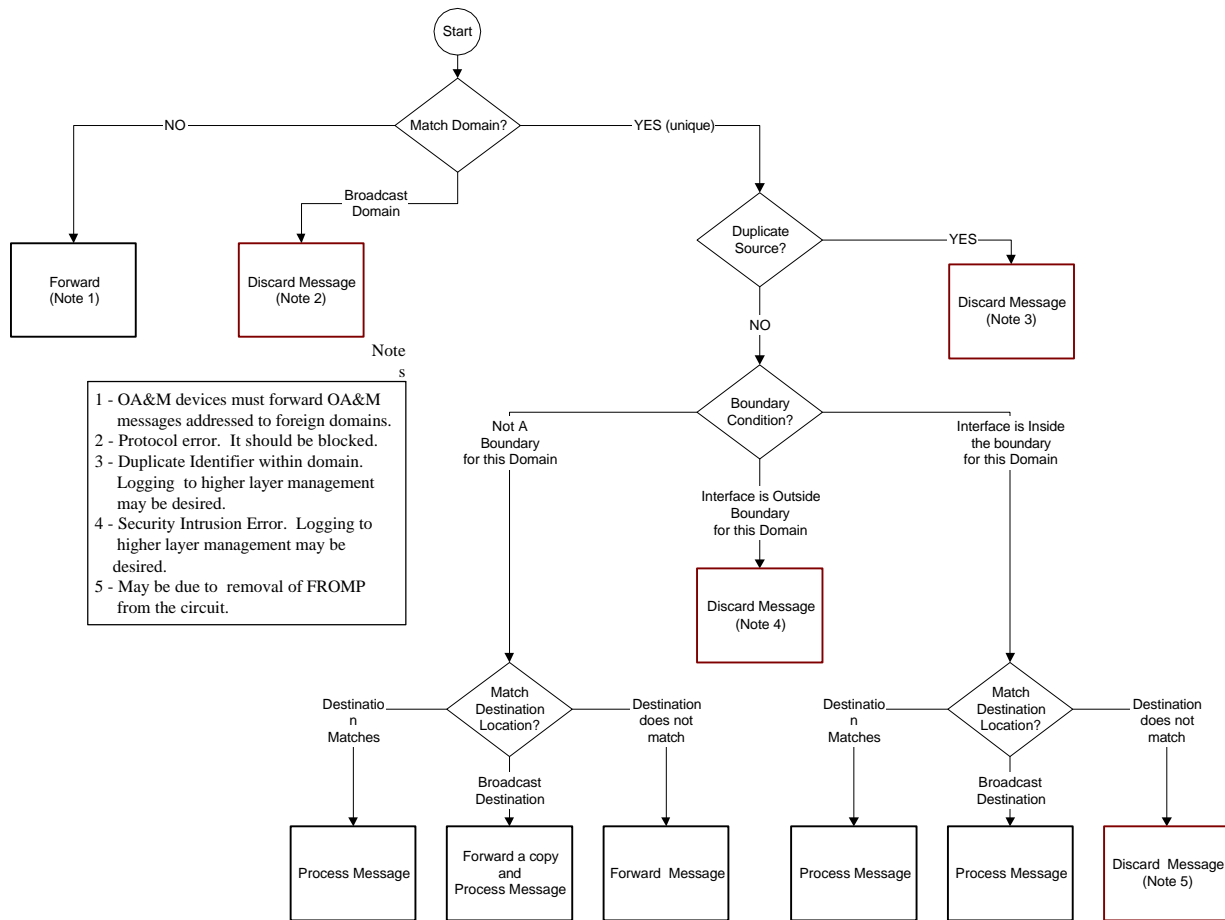 Start
Match Domain?
NO
YES (unique)
Broadcast
Domain
Duplicate
Source?
YES
Forward
(Note 1)
Discard Message
(Note 2)
Discard Message
(Note 3)
NO
Note
s
1 - OA&M devices must forward OA&M
messages addressed to foreign domains.
2 - Protocol error. It should be blocked.
3 - Duplicate Identifier within domain.
Logging to higher layer management
may be desired.
4 - Security Intrusion Error. Logging to
higher layer management may be
desired.
5 - May be due to removal of FROMP
from the circuit.
Boundary
Condition?
Not A
Boundary
for this Domain
Interface is Inside
the boundary
for this Domain
Interface is Outside
Boundary
for this Domain
Discard Message
(Note 4)
Match
Destination
Location?
Destinatio
n
Matches
Destination
does not
match
Broadcast
Destination
Match
Destination
Location?
Destinatio
n
Matches
Destination
does not
match
Broadcast
Destination
Process Message
Forward a copy
and
Process Message
Forward Message
Process Message
Process Message
Discard Message
(Note 5)